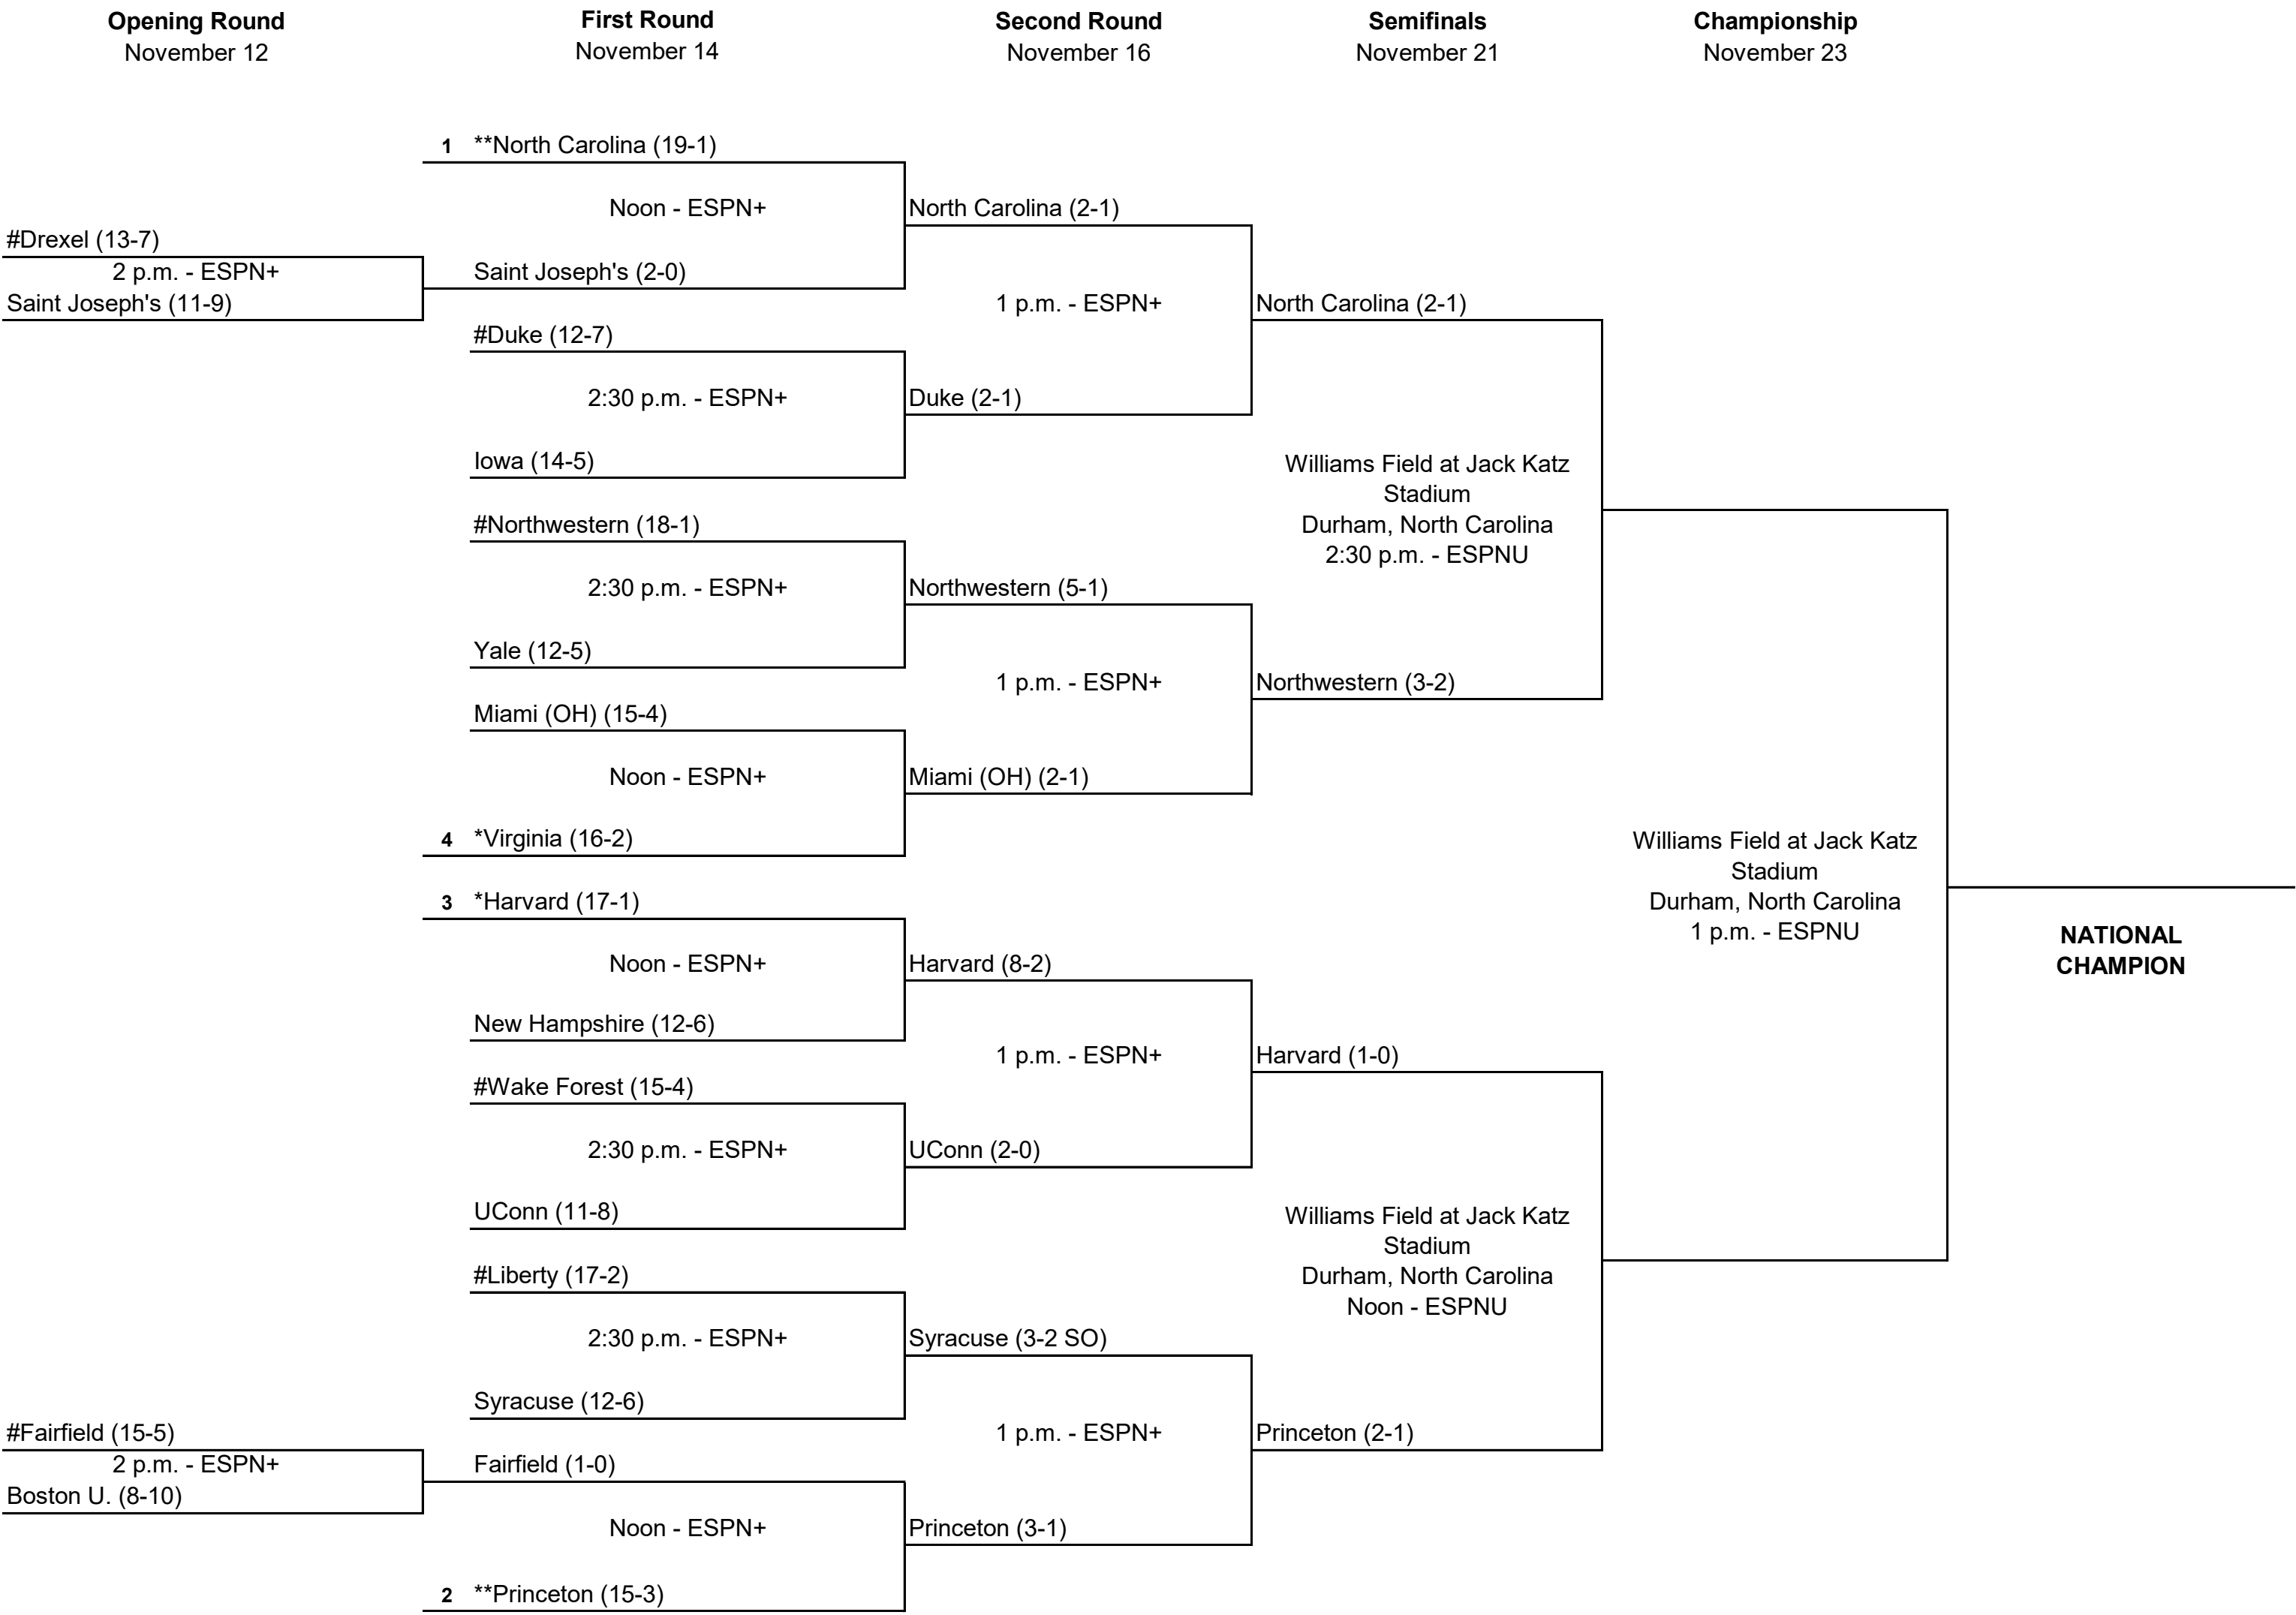 Opening Round
November 12
First Round
November 14
Second Round
November 16
Semifinals
November 21
Championship
November 23
#Drexel (13-7)
2 p.m. - ESPN+
Saint Joseph's (11-9)
#Fairfield (15-5)
2 p.m. - ESPN+
Boston U. (8-10)
1 **North Carolina (19-1)
Noon - ESPN+
Saint Joseph's (2-0)
#Duke (12-7)
2:30 p.m. - ESPN+
Iowa (14-5)
#Northwestern (18-1)
2:30 p.m. - ESPN+
Yale (12-5)
Miami (OH) (15-4)
Noon - ESPN+
4 *Virginia (16-2)
3 *Harvard (17-1)
Noon - ESPN+
New Hampshire (12-6)
#Wake Forest (15-4)
2:30 p.m. - ESPN+
UConn (11-8)
#Liberty (17-2)
2:30 p.m. - ESPN+
Syracuse (12-6)
Fairfield (1-0)
Noon - ESPN+
2 **Princeton (15-3)
North Carolina (2-1)
1 p.m. - ESPN+
Duke (2-1)
Northwestern (5-1)
1 p.m. - ESPN+
Miami (OH) (2-1)
Harvard (8-2)
1 p.m. - ESPN+
UConn (2-0)
Syracuse (3-2 SO)
1 p.m. - ESPN+
Princeton (3-1)
North Carolina (2-1)
Williams Field at Jack Katz
Stadium
Durham, North Carolina
2:30 p.m. - ESPNU
Northwestern (3-2)
Harvard (1-0)
Williams Field at Jack Katz
Stadium
Durham, North Carolina
Noon - ESPNU
Princeton (2-1)
Williams Field at Jack Katz
Stadium
Durham, North Carolina
1 p.m. - ESPNU
NATIONAL
CHAMPION